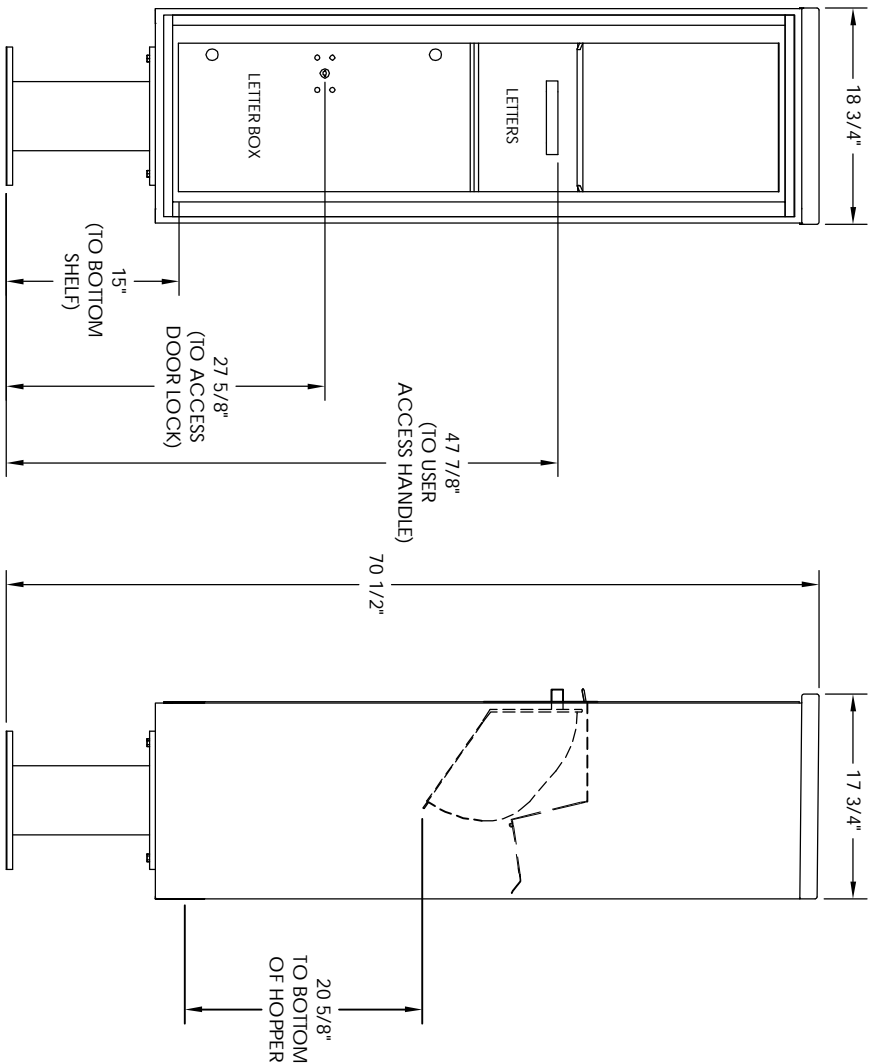 18 3/4"
LETTERS
LETTER BOX
15"
(TO BOTTOM
SHELF)
27 5/8"
(TO ACCESS
DOOR LOCK)
47 7/8"
(TO USER
ACCESS HANDLE)
70 1/2"
17 3/4"
20 5/8"
TO BOTTOM
OF HOPPER